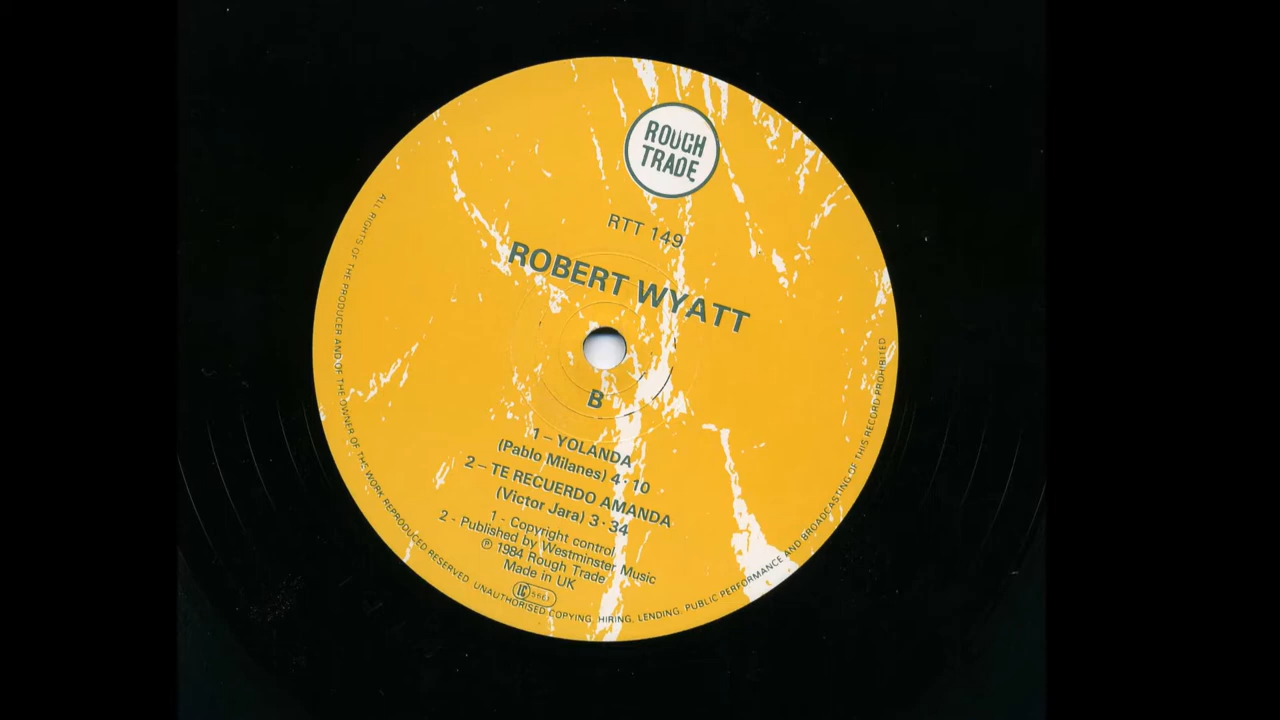 ROUGH
TRADE
RTT 149
ROBERT WYATT
B
1 – YOLANDA
(Pablo Milanes) 4·10
2 – TE RECUERDO AMANDA
(Victor Jara) 3·34
1 - Copyright control,
2 - Published by Westminster Music
℗ 1984 Rough Trade
Made in UK
LC
ALL RIGHTS OF THE PRODUCER AND OF THE OWNER OF THE WORK REPRODUCED RESERVED. UNAUTHORISED COPYING, HIRING, LENDING, PUBLIC PERFORMANCE AND BROADCASTING OF THIS RECORD PROHIBITED